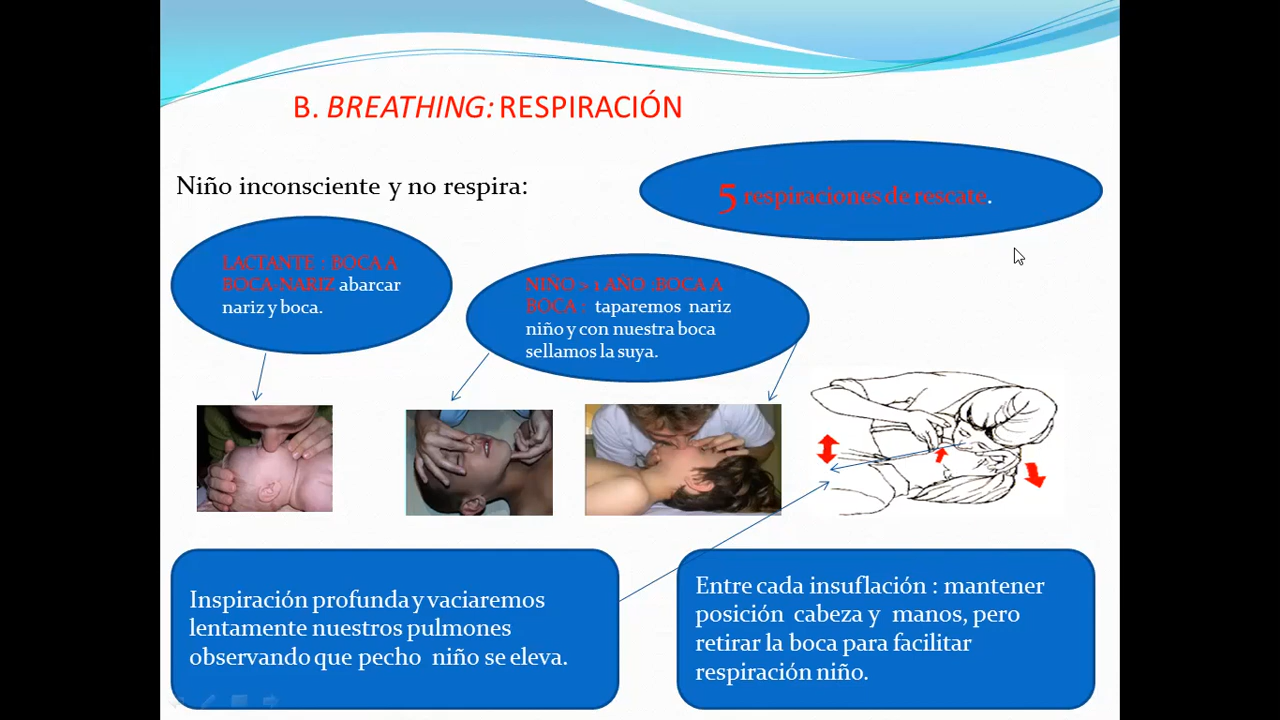 B. BREATHING: RESPIRACIÓN
Niño inconsciente y no respira:
5 respiraciones de rescate.
LACTANTE : BOCA A
BOCA-NARIZ abarcar
nariz y boca.
NIÑO > 1 AÑO :BOCA A
BOCA : taparemos nariz
niño y con nuestra boca
sellamos la suya.
Inspiración profunda y vaciaremos
lentamente nuestros pulmones
observando que pecho niño se eleva.
Entre cada insuflación : mantener
posición cabeza y manos, pero
retirar la boca para facilitar
respiración niño.